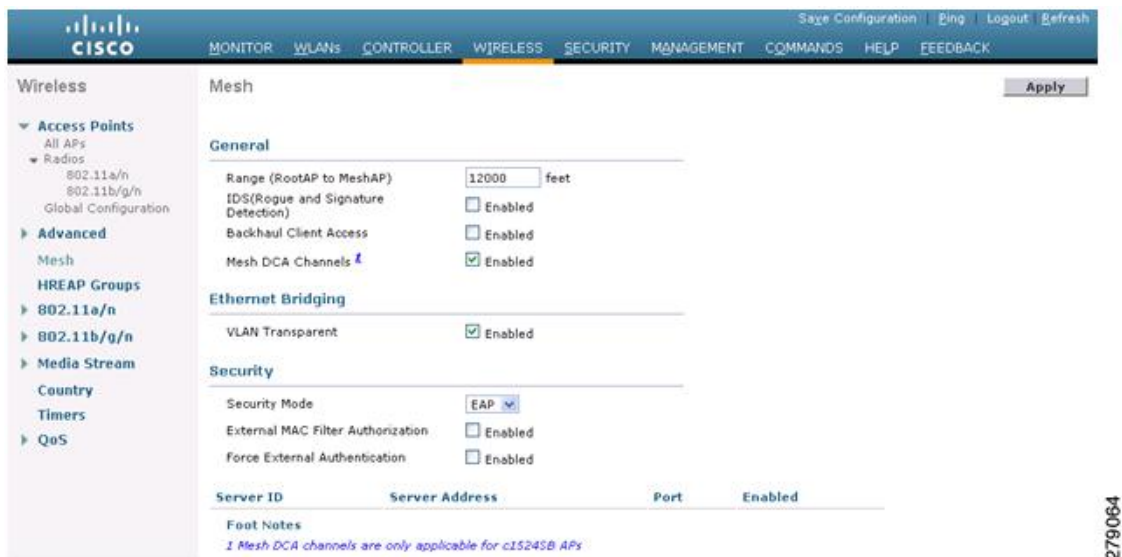 Save Configuration | Ping | Logout | Refresh
CISCO
MONITOR WLANs CONTROLLER WIRELESS SECURITY MANAGEMENT COMMANDS HELP FEEDBACK
Wireless
Access Points
All APs
Radios
802.11a/n
802.11b/g/n
Global Configuration
Advanced
Mesh
HREAP Groups
802.11a/n
802.11b/g/n
Media Stream
Country
Timers
QoS
Mesh
Apply
General
Range (RootAP to MeshAP) 12000 feet
IDS(Rogue and Signature
Detection) Enabled
Backhaul Client Access Enabled
Mesh DCA Channels 1 Enabled
Ethernet Bridging
VLAN Transparent Enabled
Security
Security Mode EAP
External MAC Filter Authorization Enabled
Force External Authentication Enabled
Server ID Server Address Port Enabled
Foot Notes
1 Mesh DCA channels are only applicable for c1524SB APs
279064